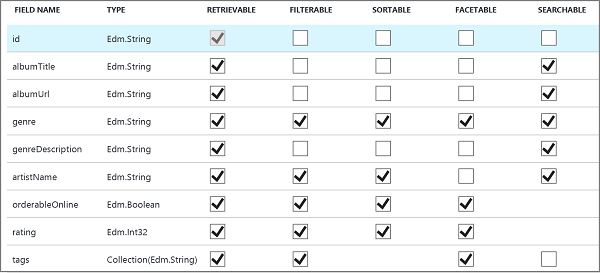 FIELD NAME TYPE RETRIEVABLE FILTERABLE SORTABLE FACETABLE SEARCHABLE
id Edm.String
albumTitle Edm.String
albumUrl Edm.String
genre Edm.String
genreDescription Edm.String
artistName Edm.String
orderableOnline Edm.Boolean
rating Edm.Int32
tags Collection(Edm.String)